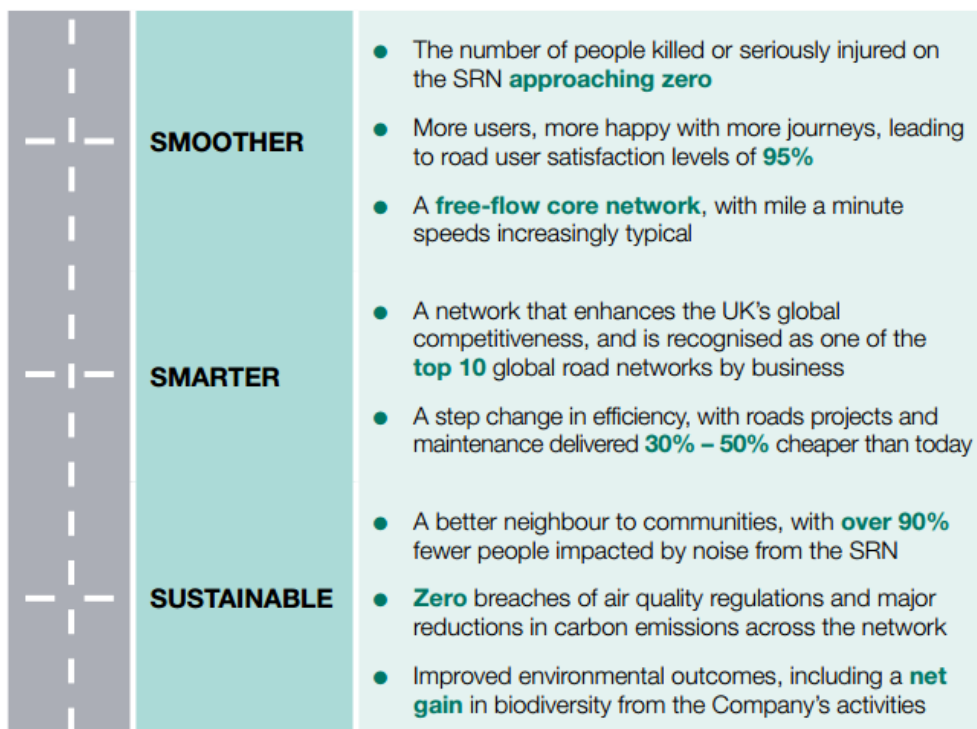 SMOOTHER
● The number of people killed or seriously injured on
the SRN approaching zero
● More users, more happy with more journeys, leading
to road user satisfaction levels of 95%
● A free-flow core network, with mile a minute
speeds increasingly typical
SMARTER
● A network that enhances the UK’s global
competitiveness, and is recognised as one of the
top 10 global road networks by business
● A step change in efficiency, with roads projects and
maintenance delivered 30% – 50% cheaper than today
SUSTAINABLE
● A better neighbour to communities, with over 90%
fewer people impacted by noise from the SRN
● Zero breaches of air quality regulations and major
reductions in carbon emissions across the network
● Improved environmental outcomes, including a net
gain in biodiversity from the Company’s activities